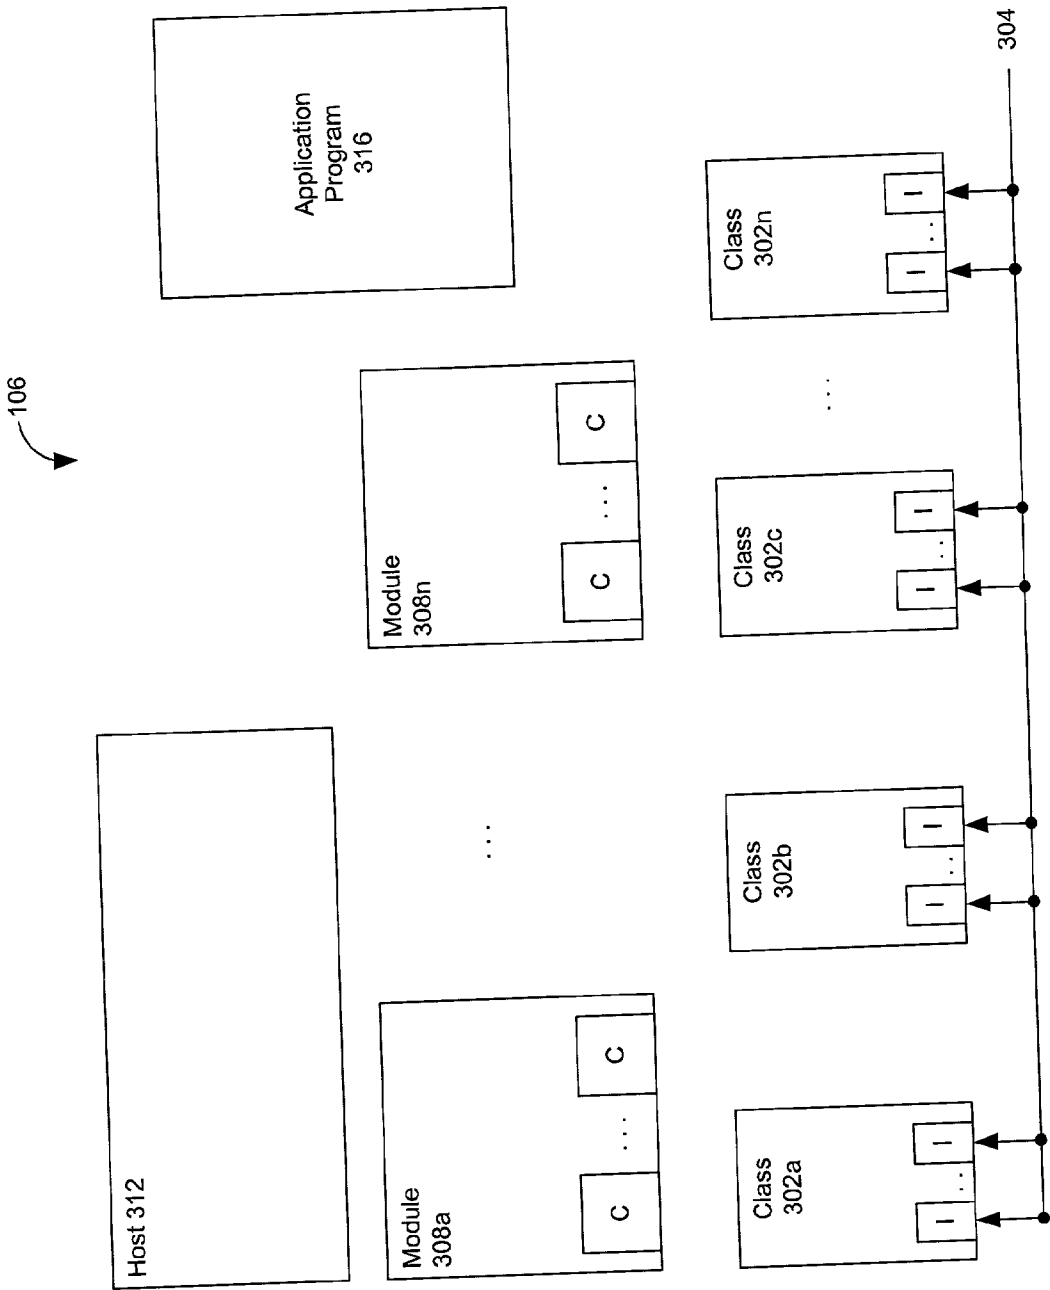 106
Host 312
Application
Program
316
Module
308a
C
...
C
...
Module
308n
C
...
C
Class
302a
I
...
I
Class
302b
I
...
I
Class
302c
I
...
I
...
Class
302n
I
...
I
304